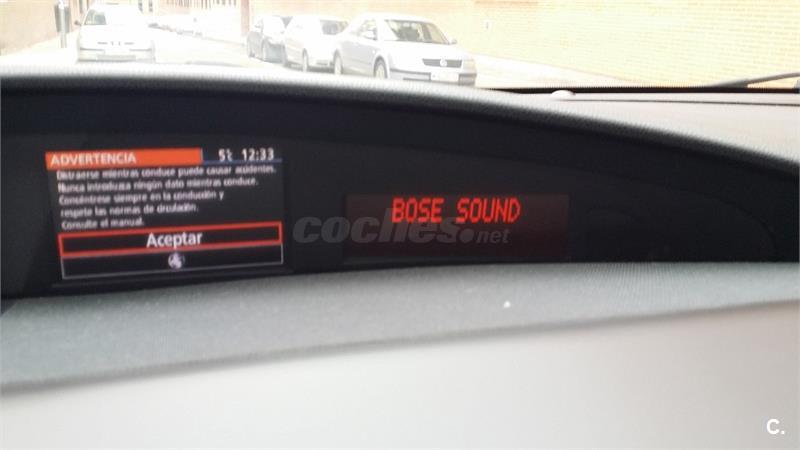 ADVERTENCIA
5°c 12:33
Distraerse mientras conduce puede causar accidentes.
Nunca introduzca ningún dato mientras conduce.
Concéntrese siempre en la conducción y
respete las normas de circulación.
Consulte el manual.
Aceptar
BOSE SOUND
coches.net
C.